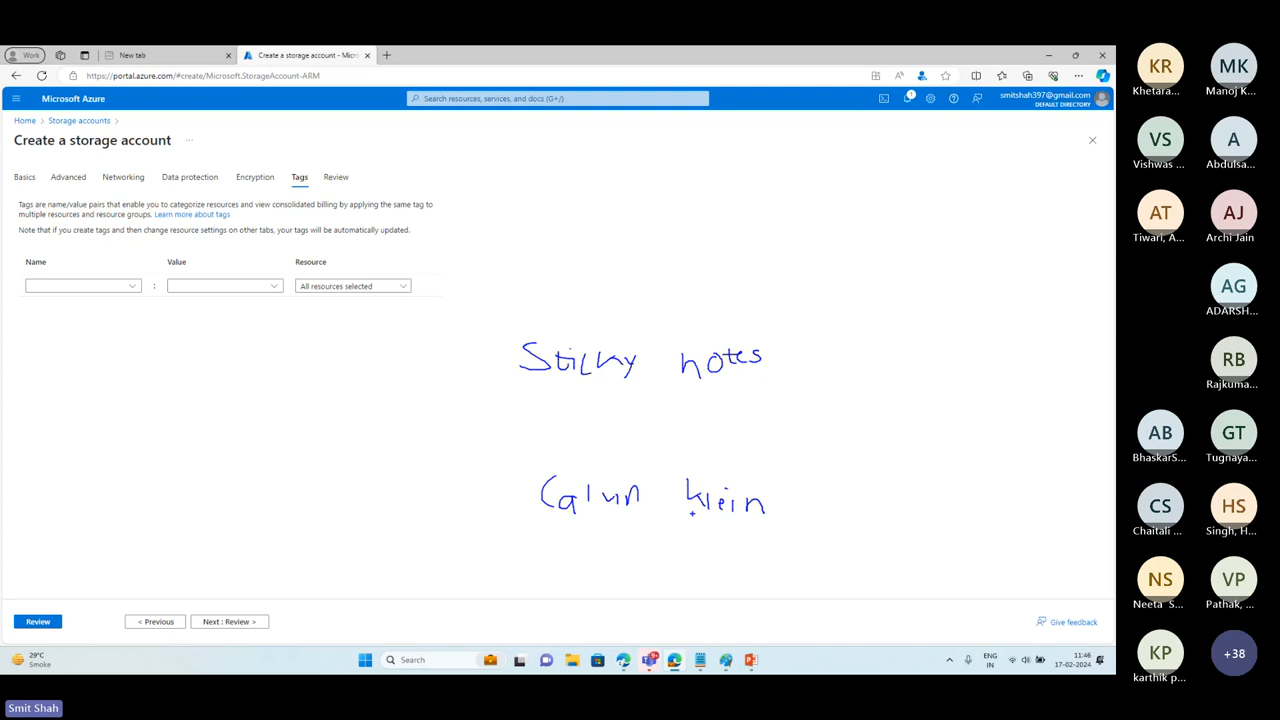 Work
New tab
Create a storage account - Micro
https://portal.azure.com/#create/Microsoft.StorageAccount-ARM
Microsoft Azure
Search resources, services, and docs (G+/)
1
smitshah397@gmail.com
DEFAULT DIRECTORY
Home > Storage accounts >
Create a storage account ...
Basics Advanced Networking Data protection Encryption Tags Review
Tags are name/value pairs that enable you to categorize resources and view consolidated billing by applying the same tag to
multiple resources and resource groups. Learn more about tags
Note that if you create tags and then change resource settings on other tabs, your tags will be automatically updated.
Name Value Resource
: All resources selected
Sticky notes
Calvin klein
Review < Previous Next : Review > Give feedback
29°C
Smoke
Search
ENG
IN
11:46
17-02-2024
KR MK
Khetara... Manoj K...
VS A
Vishwas ... Abdulsa...
AT AJ
Tiwari, A... Archi Jain
AG
ADARSH...
RB
Rajkuma...
AB GT
BhaskarS... Tugnaya...
CS HS
Chaitali ... Singh, H...
NS VP
Neeta S... Pathak, ...
KP +38
karthik p...
Smit Shah